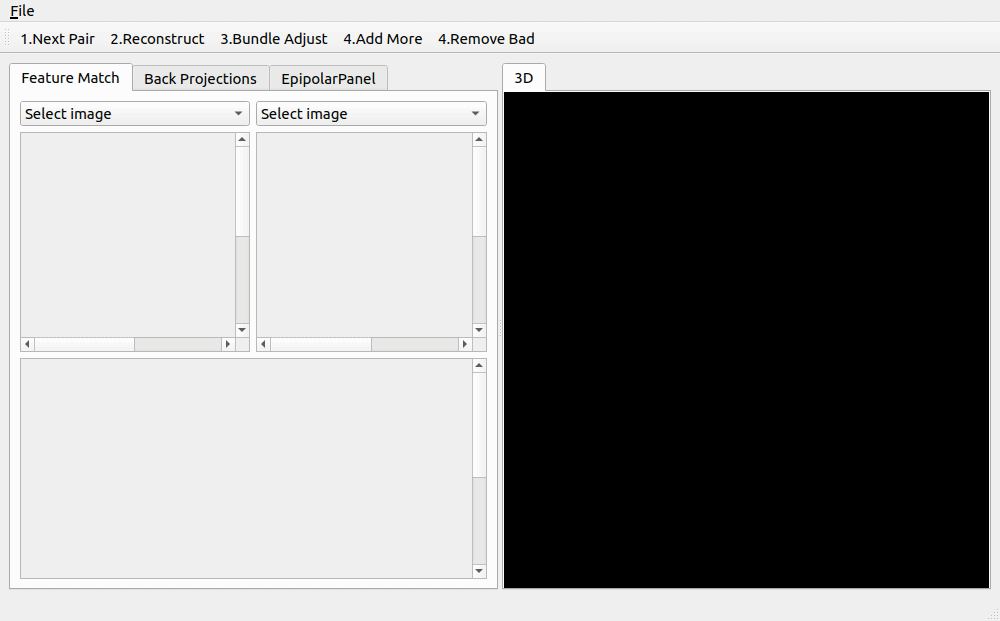 File
1.Next Pair 2.Reconstruct 3.Bundle Adjust 4.Add More 4.Remove Bad
Feature Match Back Projections EpipolarPanel 3D
Select image Select image